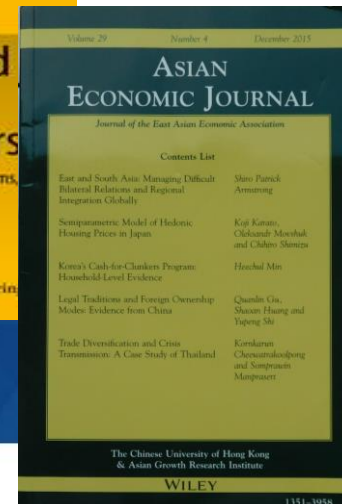 Volume 29 Number 4 December 2015
ASIAN
ECONOMIC JOURNAL
Journal of the East Asian Economic Association
Contents List
East and South Asia: Managing Difficult
Bilateral Relations and Regional
Integration Globally
Shiro Patrick
Armstrong
Semiparametric Model of Hedonic
Housing Prices in Japan
Koji Karato,
Oleksandr Movshuk
and Chihiro Shimizu
Korea's Cash-for-Clunkers Program:
Household-Level Evidence
Heechul Min
Legal Traditions and Foreign Ownership
Modes: Evidence from China
Quanlin Gu,
Shaoan Huang and
Yupeng Shi
Trade Diversification and Crisis
Transmission: A Case Study of Thailand
Kornkarun
Cheewatrakoolpong
and Somprawin
Manprasert
The Chinese University of Hong Kong
& Asian Growth Research Institute
WILEY
1351-3958